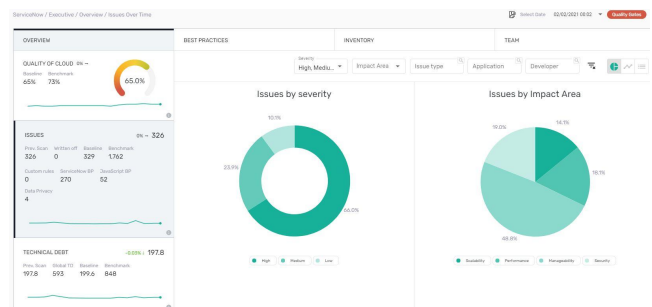 ServiceNow / Executive / Overview / Issues Over Time
Select Date 02/02/2021 00:02 Quality Gates
OVERVIEW BEST PRACTICES INVENTORY TEAM
QUALITY OF CLOUD 0% ~
Baseline Benchmark
65% 73%
65.0%
Severity
High, Mediu... Impact Area Issue type Application Developer
Issues by severity
10.1%
23.9%
66.0%
High Medium Low
Issues by Impact Area
14.1%
19.0%
18.1%
48.8%
Scalability Performance Manageability Security
ISSUES 0% ~ 326
Prev. Scan Written off Baseline Benchmark
326 0 329 1,762
Custom rules ServiceNow BP JavaScript BP
0 270 52
Data Privacy
4
TECHNICAL DEBT -0.03% ↓ 197.8
Prev. Scan Global TD Baseline Benchmark
197.8 593 199.6 848